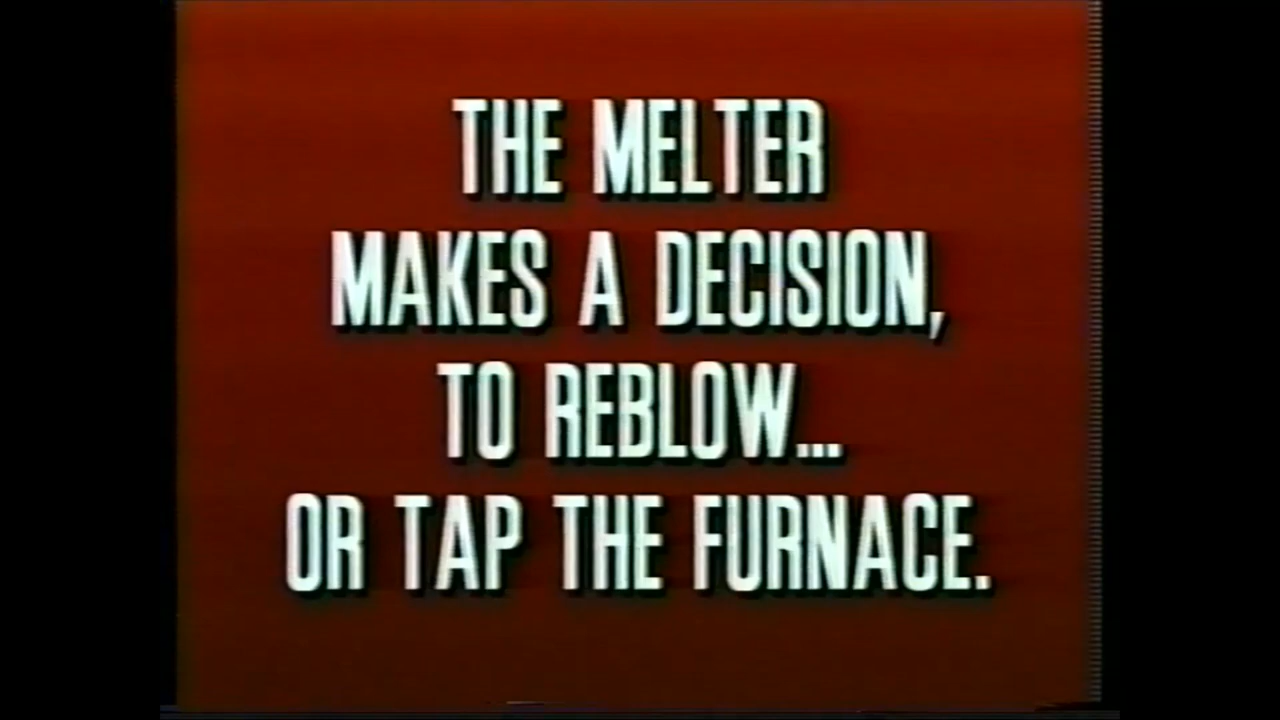 THE MELTER
MAKES A DECISION,
TO REBLOW...
OR TAP THE FURNACE.